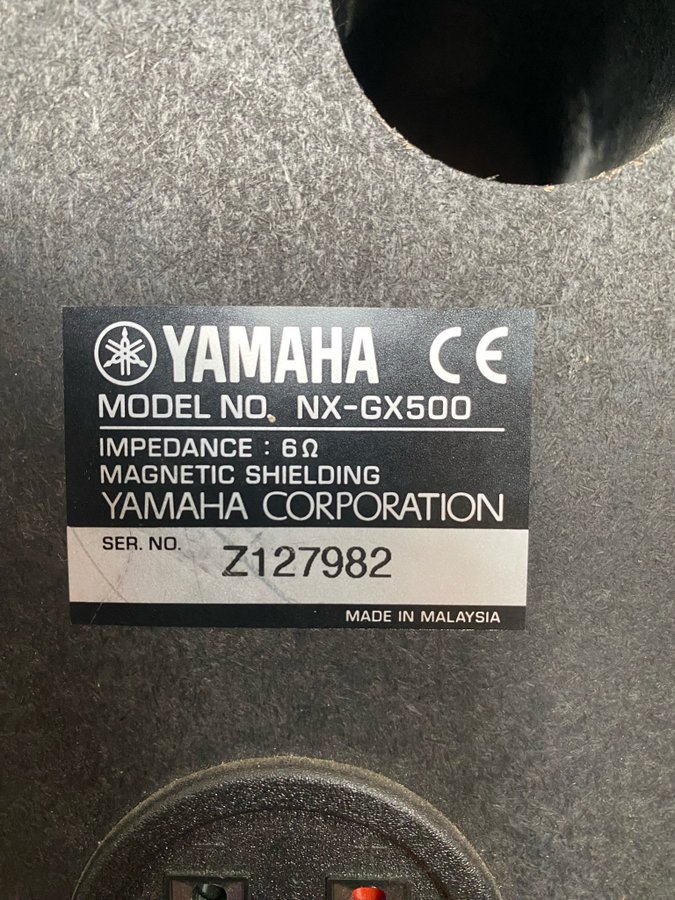 YAMAHA CE
MODEL NO. NX-GX500
IMPEDANCE : 6Ω
MAGNETIC SHIELDING
YAMAHA CORPORATION
SER. NO. Z127982
MADE IN MALAYSIA